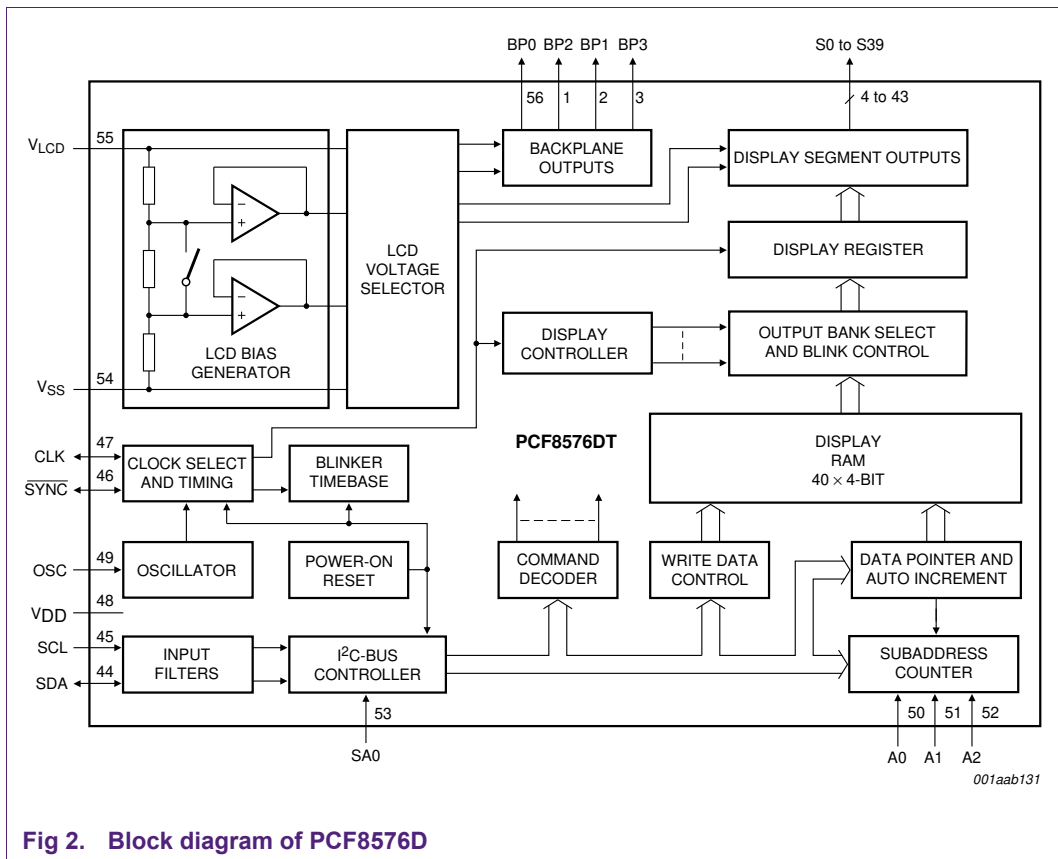 BP0 BP2 BP1 BP3
S0 to S39
56 1 2 3
4 to 43
VLCD
55
BACKPLANE
OUTPUTS
DISPLAY SEGMENT OUTPUTS
−
+
LCD
VOLTAGE
SELECTOR
DISPLAY REGISTER
−
+
LCD BIAS
GENERATOR
DISPLAY
CONTROLLER
OUTPUT BANK SELECT
AND BLINK CONTROL
VSS
54
PCF8576DT
DISPLAY
RAM
40 × 4-BIT
CLK
47
SYNC
46
CLOCK SELECT
AND TIMING
BLINKER
TIMEBASE
OSC
49
OSCILLATOR
POWER-ON
RESET
COMMAND
DECODER
WRITE DATA
CONTROL
DATA POINTER AND
AUTO INCREMENT
VDD
48
SCL
45
SDA
44
INPUT
FILTERS
I2C-BUS
CONTROLLER
SUBADDRESS
COUNTER
53
50 51 52
SA0
A0 A1 A2
001aab131
Fig 2. Block diagram of PCF8576D